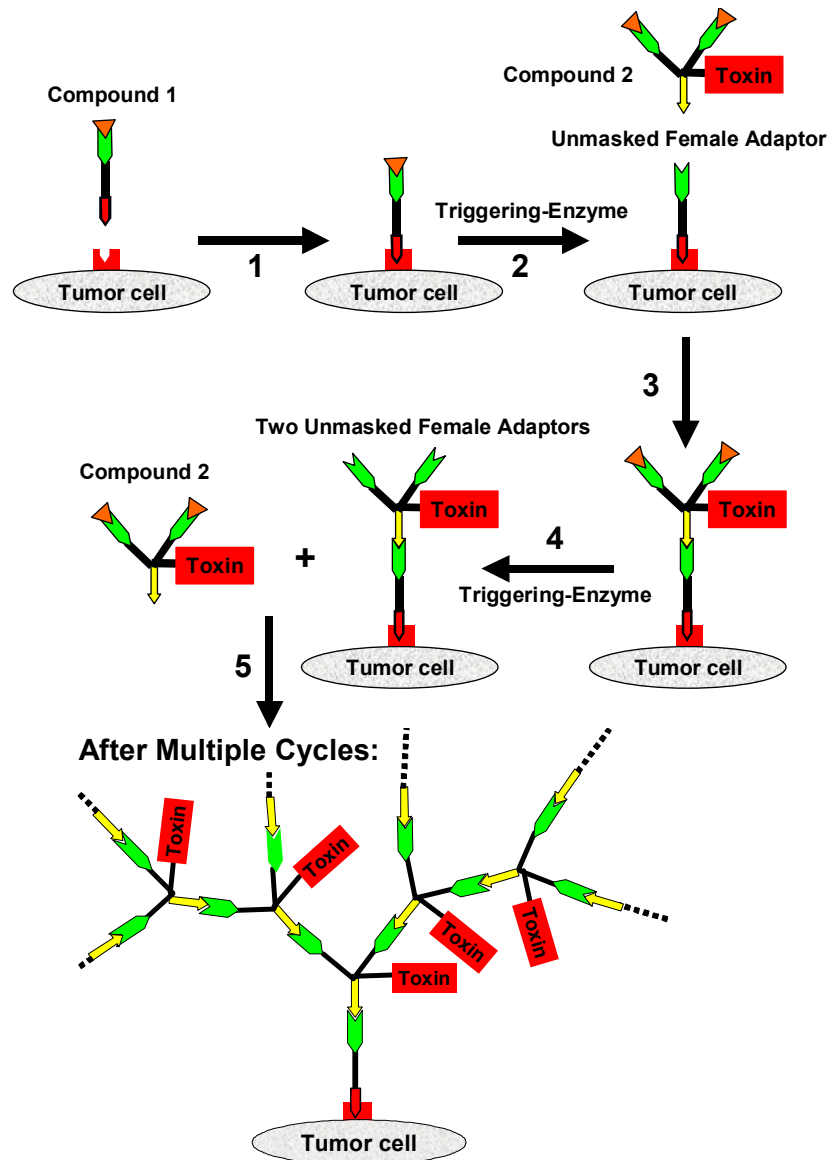 Compound 1
Compound 2
Toxin
Unmasked Female Adaptor
Triggering-Enzyme
1
2
Tumor cell
Tumor cell
Tumor cell
3
Two Unmasked Female Adaptors
Compound 2
Toxin
+
Toxin
4
Triggering-Enzyme
Toxin
Tumor cell
Tumor cell
5
After Multiple Cycles:
Toxin
Toxin
Toxin
Toxin
Toxin
Tumor cell